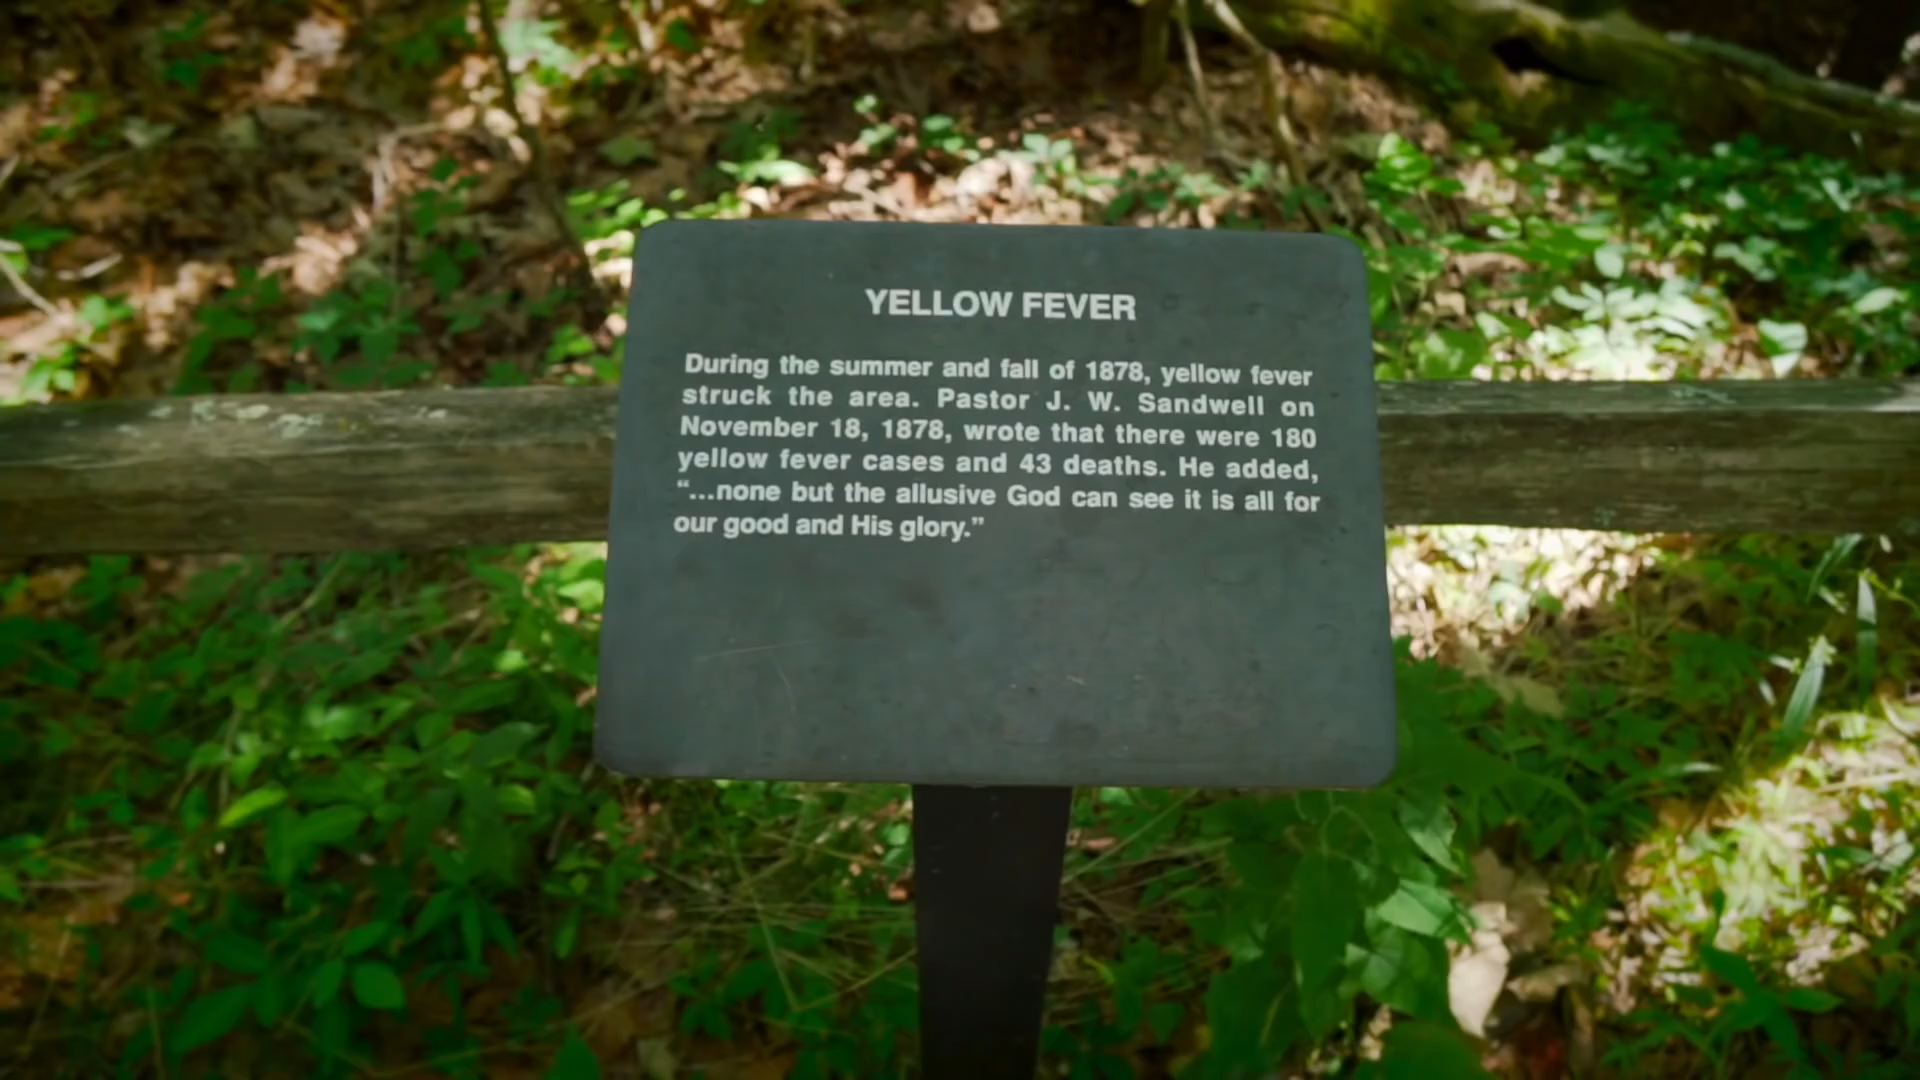 YELLOW FEVER
During the summer and fall of 1878, yellow fever
struck the area. Pastor J. W. Sandwell on
November 18, 1878, wrote that there were 180
yellow fever cases and 43 deaths. He added,
“...none but the allusive God can see it is all for
our good and His glory.”